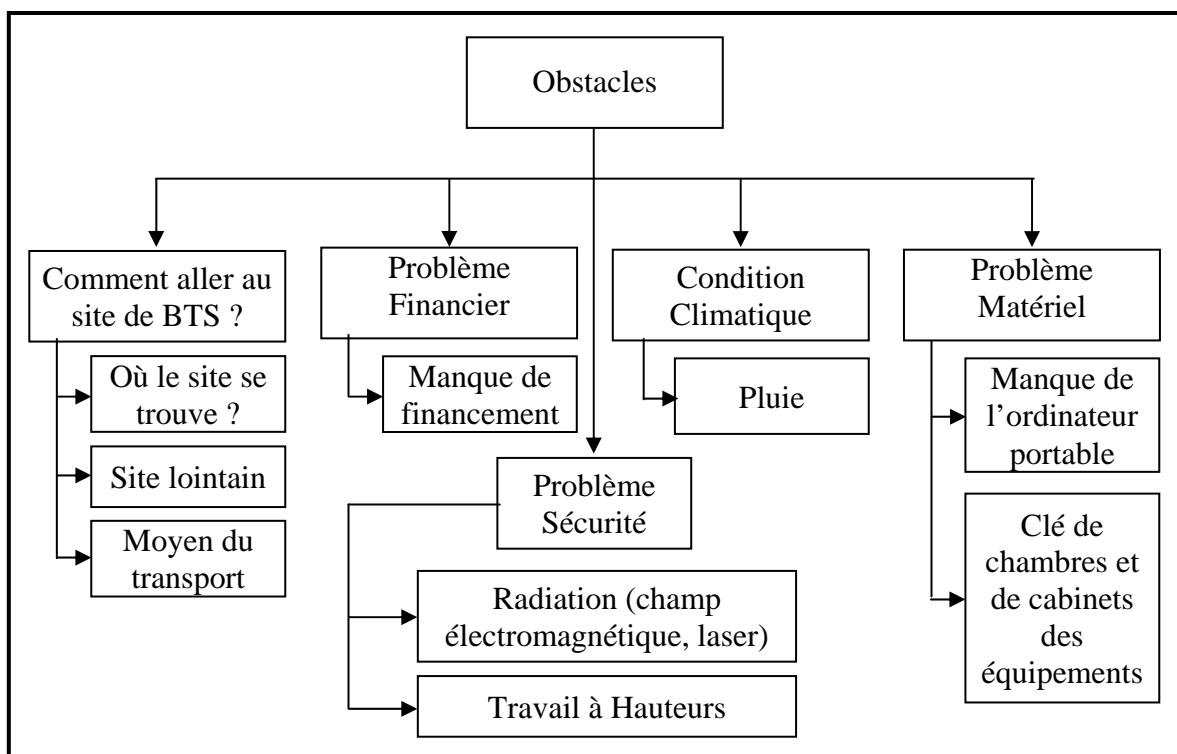 Obstacles
Comment aller au
site de BTS ?
Où le site se
trouve ?
Site lointain
Moyen du
transport
Problème
Financier
Manque de
financement
Problème
Sécurité
Radiation (champ
électromagnétique, laser)
Travail à Hauteurs
Condition
Climatique
Pluie
Problème
Matériel
Manque de
l’ordinateur
portable
Clé de
chambres et
de cabinets
des
équipements